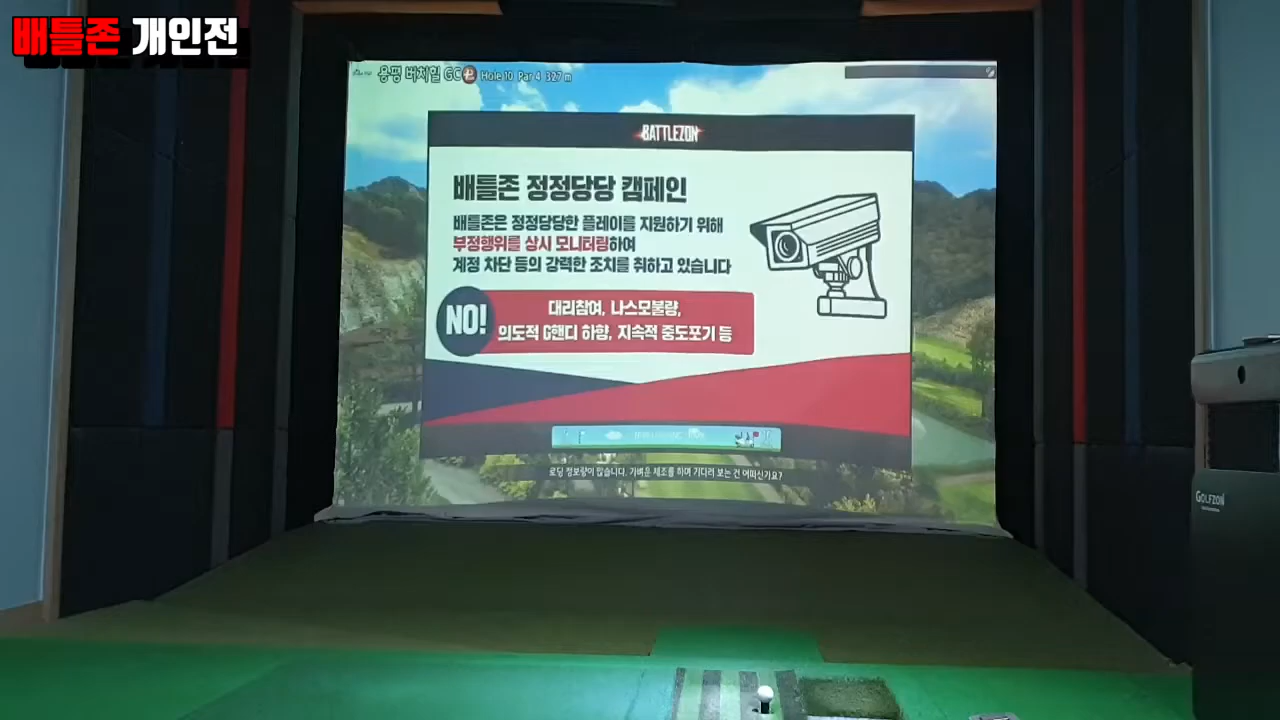 배틀존 개인전
용평 버치힐 GC Hole 10 Par 4 327 m
BATTLEZON
배틀존 정정당당 캠페인
배틀존은 정정당당한 플레이를 지원하기 위해
부정행위를 상시 모니터링하여
계정 차단 등의 강력한 조치를 취하고 있습니다
NO!
대리참여, 나스모불량,
의도적 G핸디 하향, 지속적 중도포기 등
로딩 정보량이 많습니다. 가벼운 체조를 하며 기다려 보는 건 어떠신가요?
GOLFZON